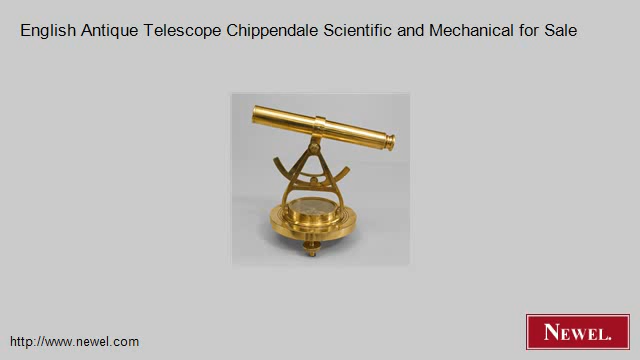 English Antique Telescope Chippendale Scientific and Mechanical for Sale
http://www.newel.com
NEWEL.